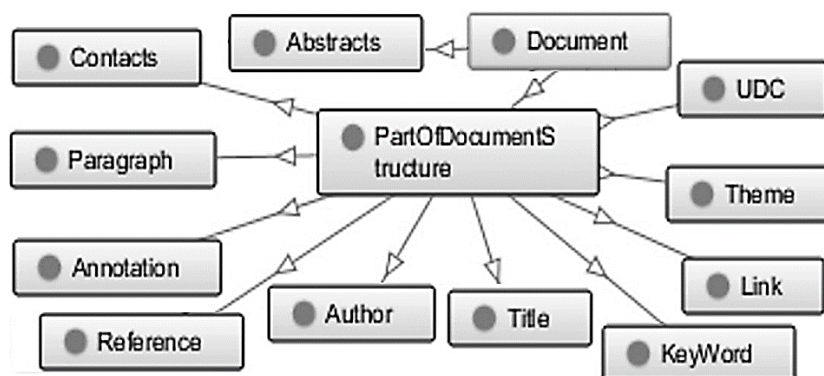 Abstracts
Document
Contacts
UDC
PartOfDocumentS
tructure
Paragraph
Theme
Annotation
Link
Author
Title
Reference
KeyWord